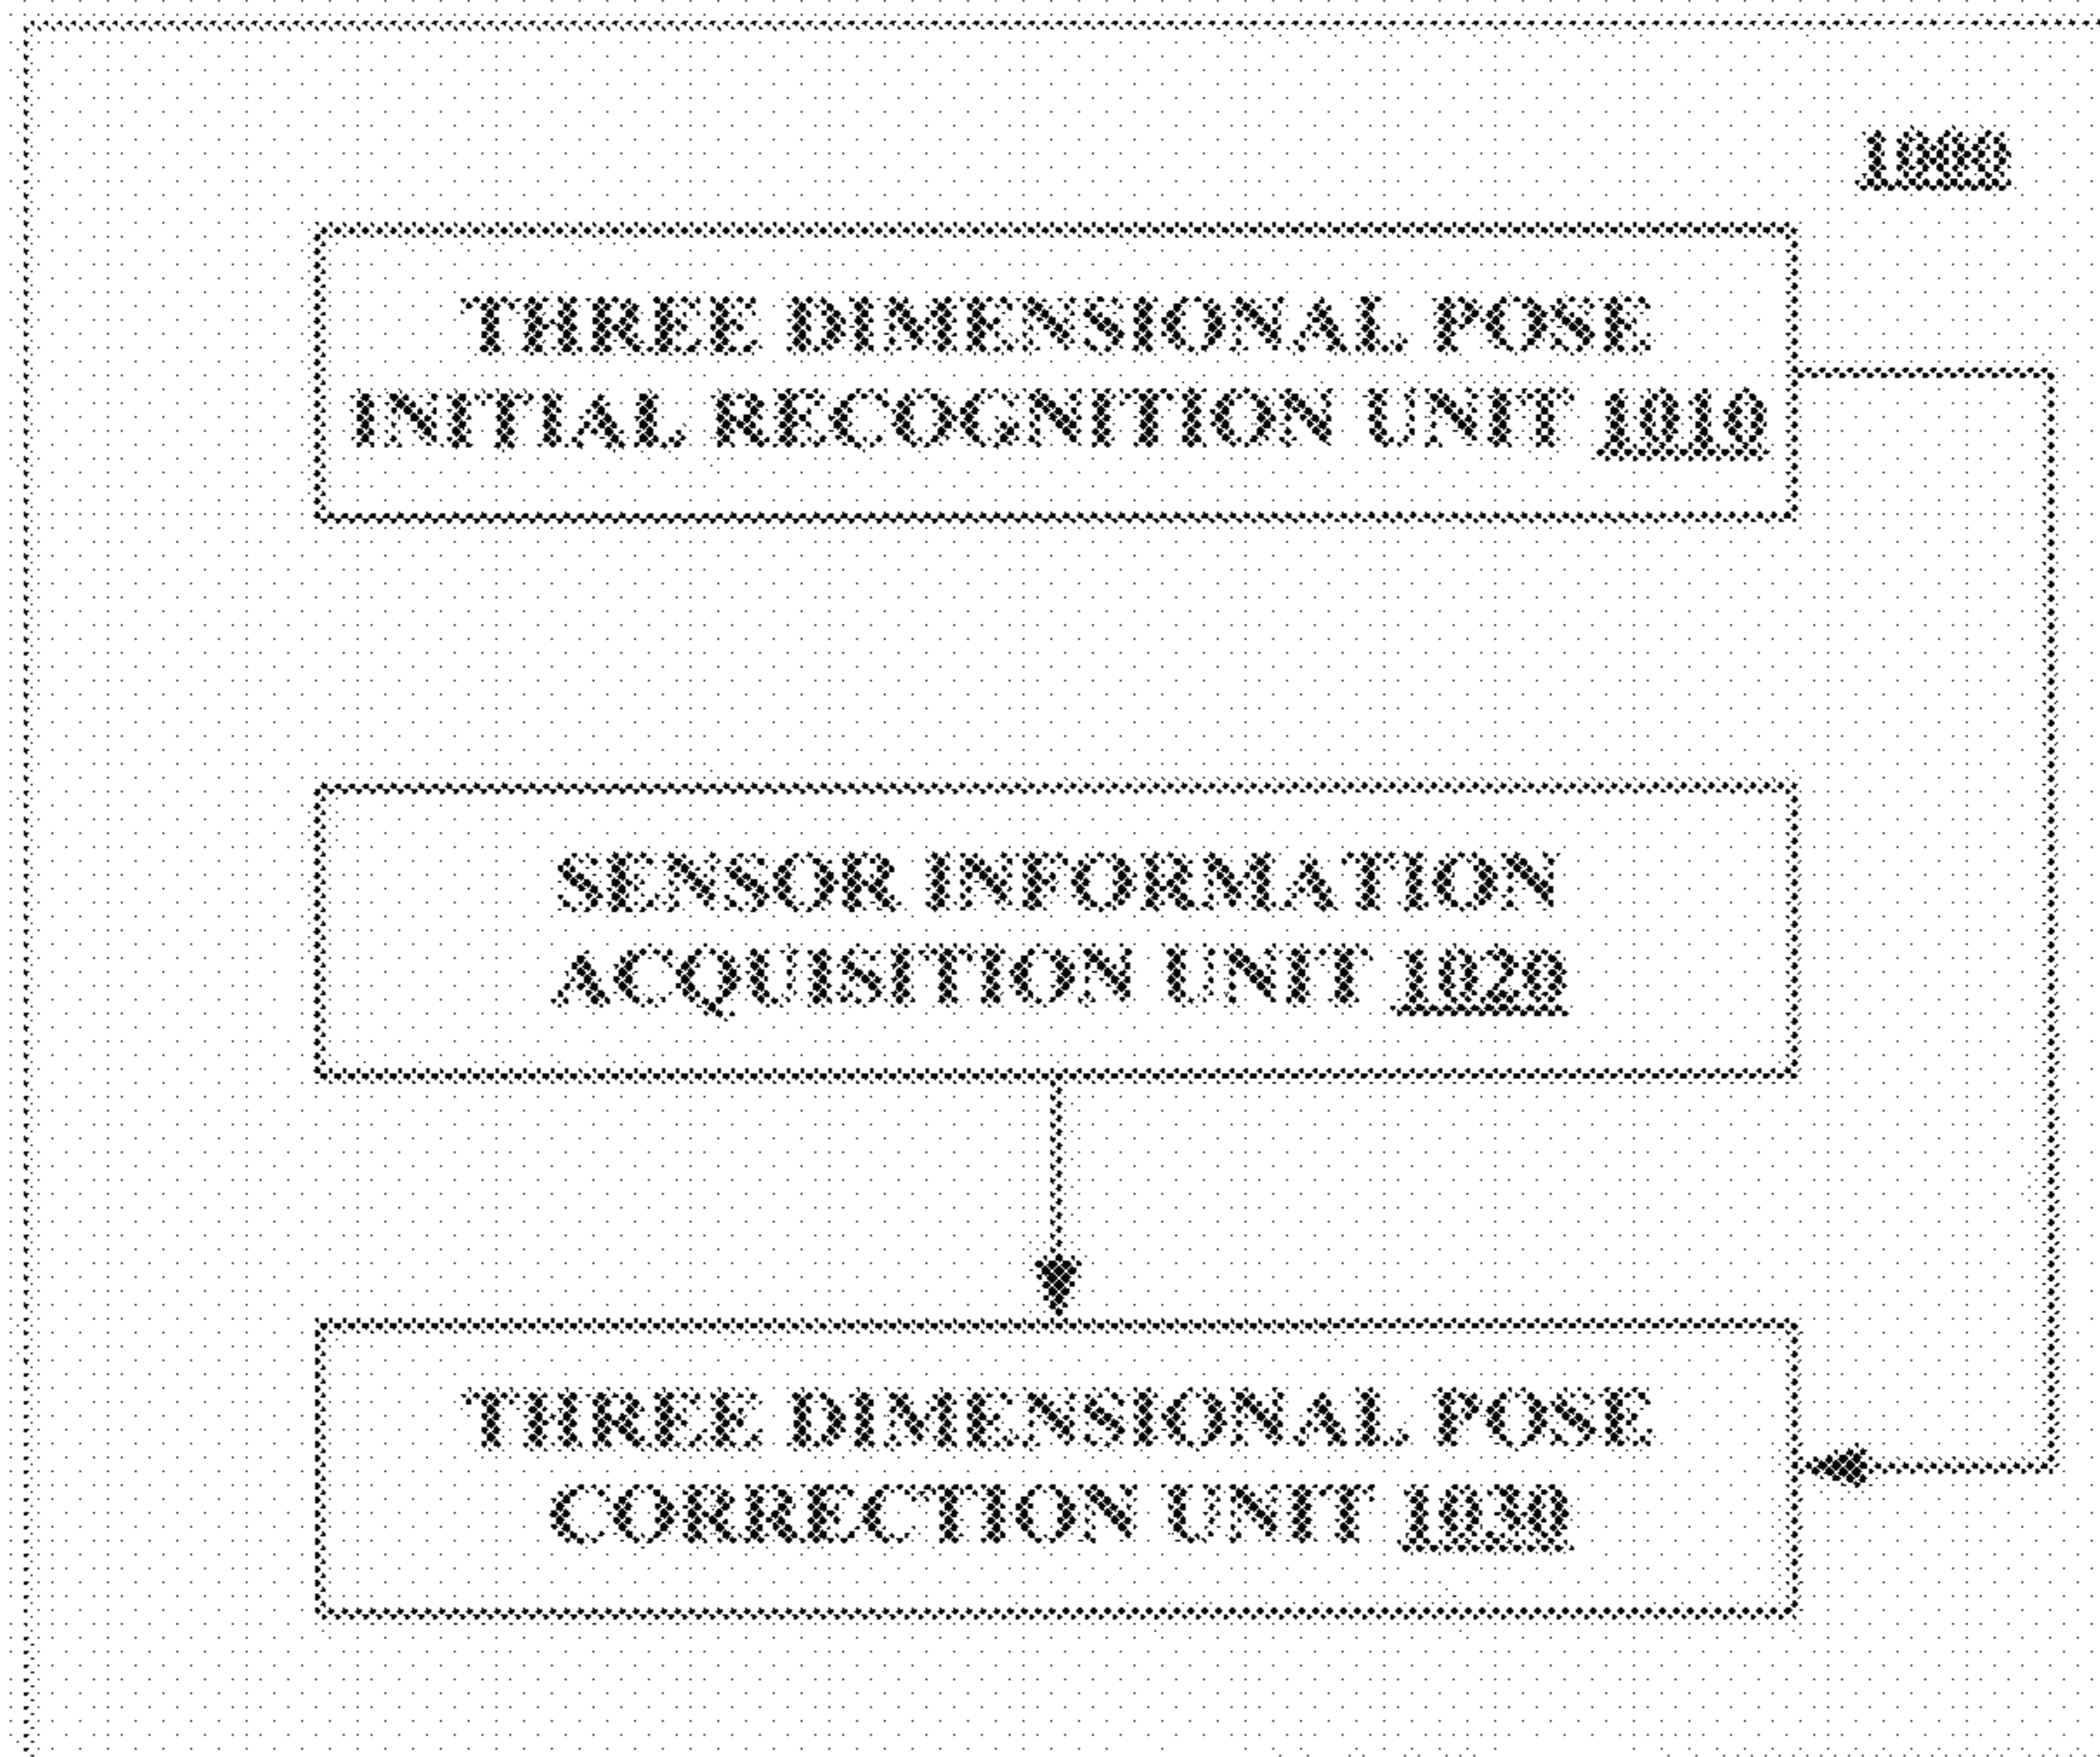 1000
THREE DIMENSIONAL POSE
INITIAL RECOGNITION UNIT 1010
SENSOR INFORMATION
ACQUISITION UNIT 1020
THREE DIMENSIONAL POSE
CORRECTION UNIT 1030